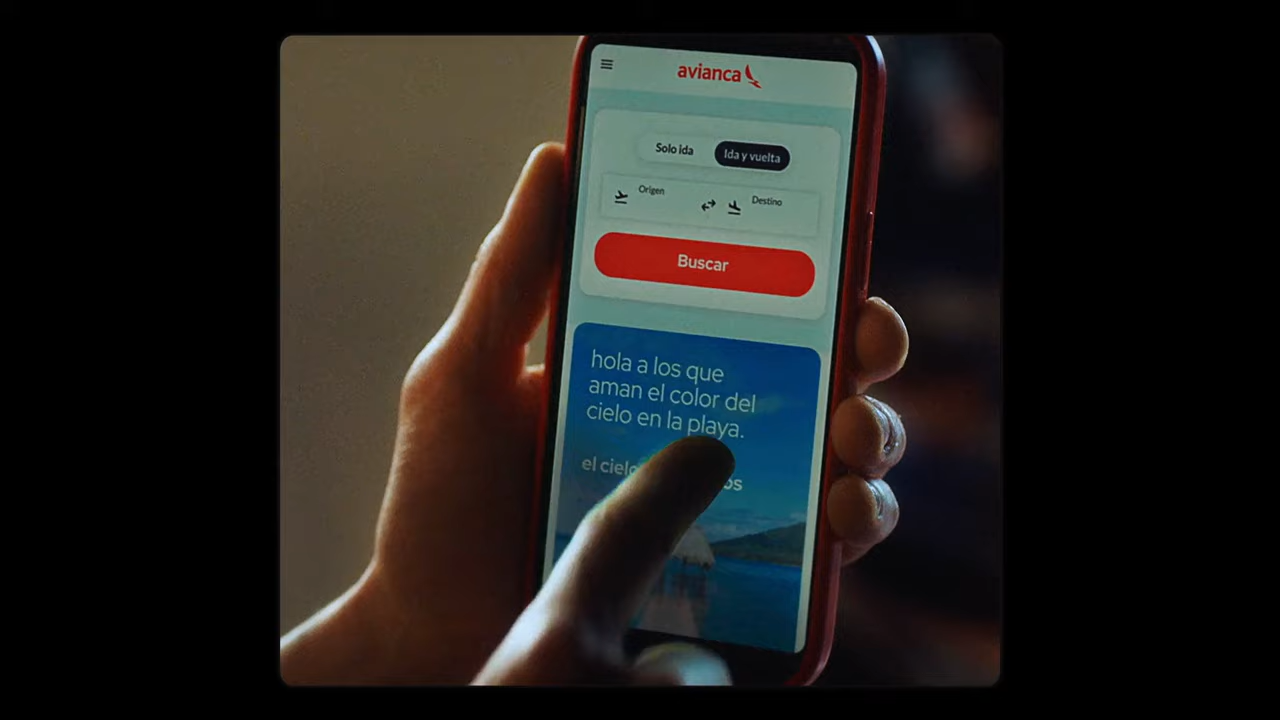 avianca
Solo ida
Ida y vuelta
Origen
Destino
Buscar
hola a los que
aman el color del
cielo en la playa.
el cielo